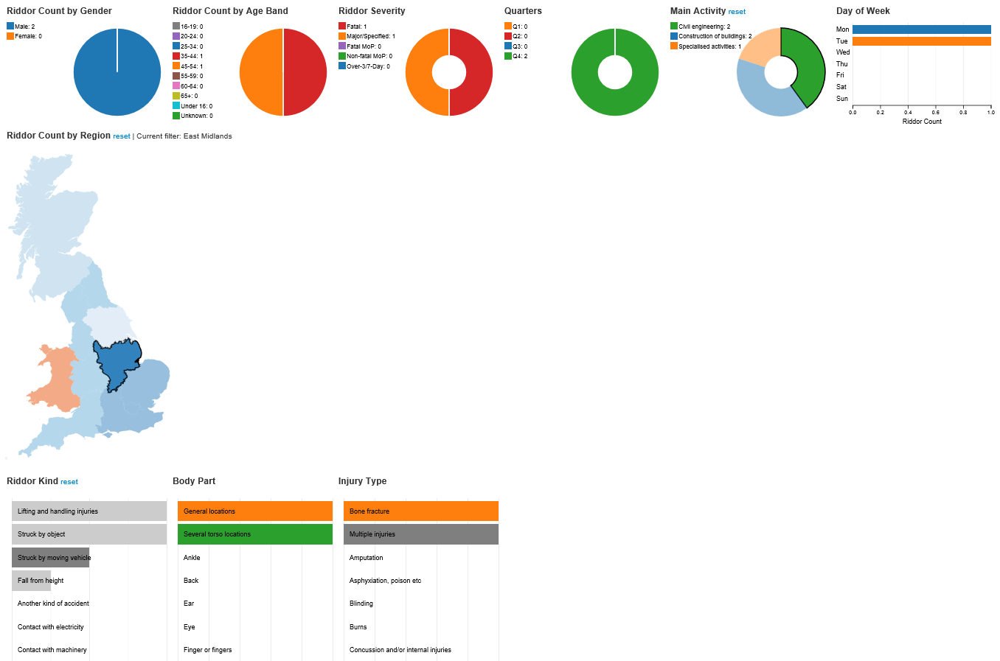 Riddor Count by Gender
Male: 2
Female: 0
Riddor Count by Age Band
16-19: 0
20-24: 0
25-34: 0
35-44: 1
45-54: 1
55-59: 0
60-64: 0
65+: 0
Under 16: 0
Unknown: 0
Riddor Severity
Fatal: 1
Major/Specified: 1
Fatal MoP: 0
Non-fatal MoP: 0
Over-3/7-Day: 0
Quarters
Q1: 0
Q2: 0
Q3: 0
Q4: 2
Main Activity reset
Civil engineering: 2
Construction of buildings: 2
Specialised activities: 1
Day of Week
Mon
Tue
Wed
Thu
Fri
Sat
Sun
0.0 0.2 0.4 0.6 0.8 1.0
Riddor Count
Riddor Count by Region reset | Current filter: East Midlands
Riddor Kind reset
Lifting and handling injuries
Struck by object
Struck by moving vehicle
Fall from height
Another kind of accident
Contact with electricity
Contact with machinery
Body Part
General locations
Several torso locations
Ankle
Back
Ear
Eye
Finger or fingers
Injury Type
Bone fracture
Multiple injuries
Amputation
Asphyxiation, poison etc
Blinding
Burns
Concussion and/or internal injuries